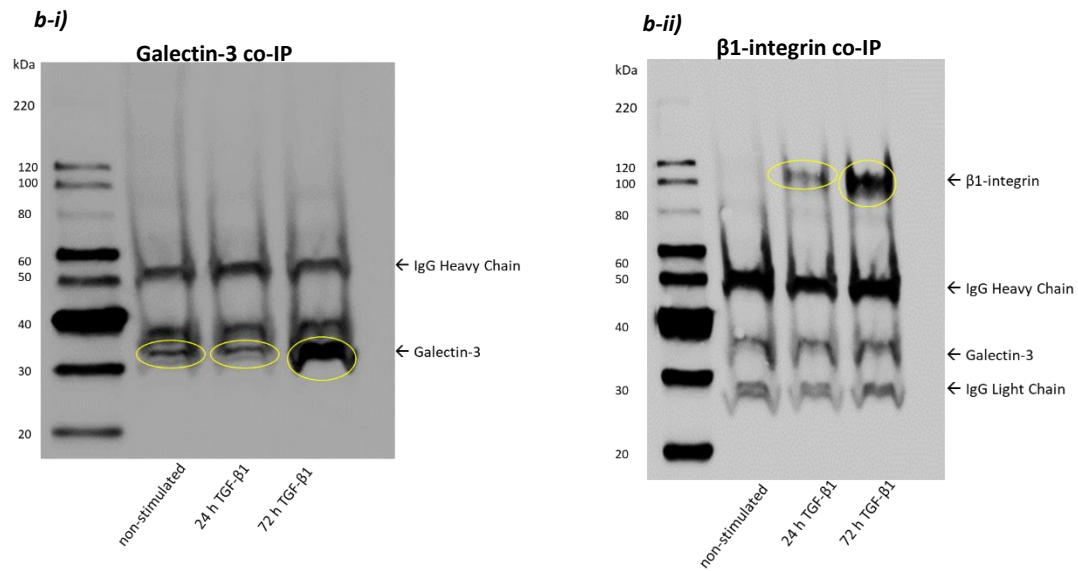 b-i)
Galectin-3 co-IP
kDa
220
120
100
80
60
50
40
30
20
← IgG Heavy Chain
← Galectin-3
non-stimulated
24 h TGF-β1
72 h TGF-β1
b-ii)
β1-integrin co-IP
kDa
220
120
100
80
60
50
40
30
20
← β1-integrin
← IgG Heavy Chain
← Galectin-3
← IgG Light Chain
non-stimulated
24 h TGF-β1
72 h TGF-β1